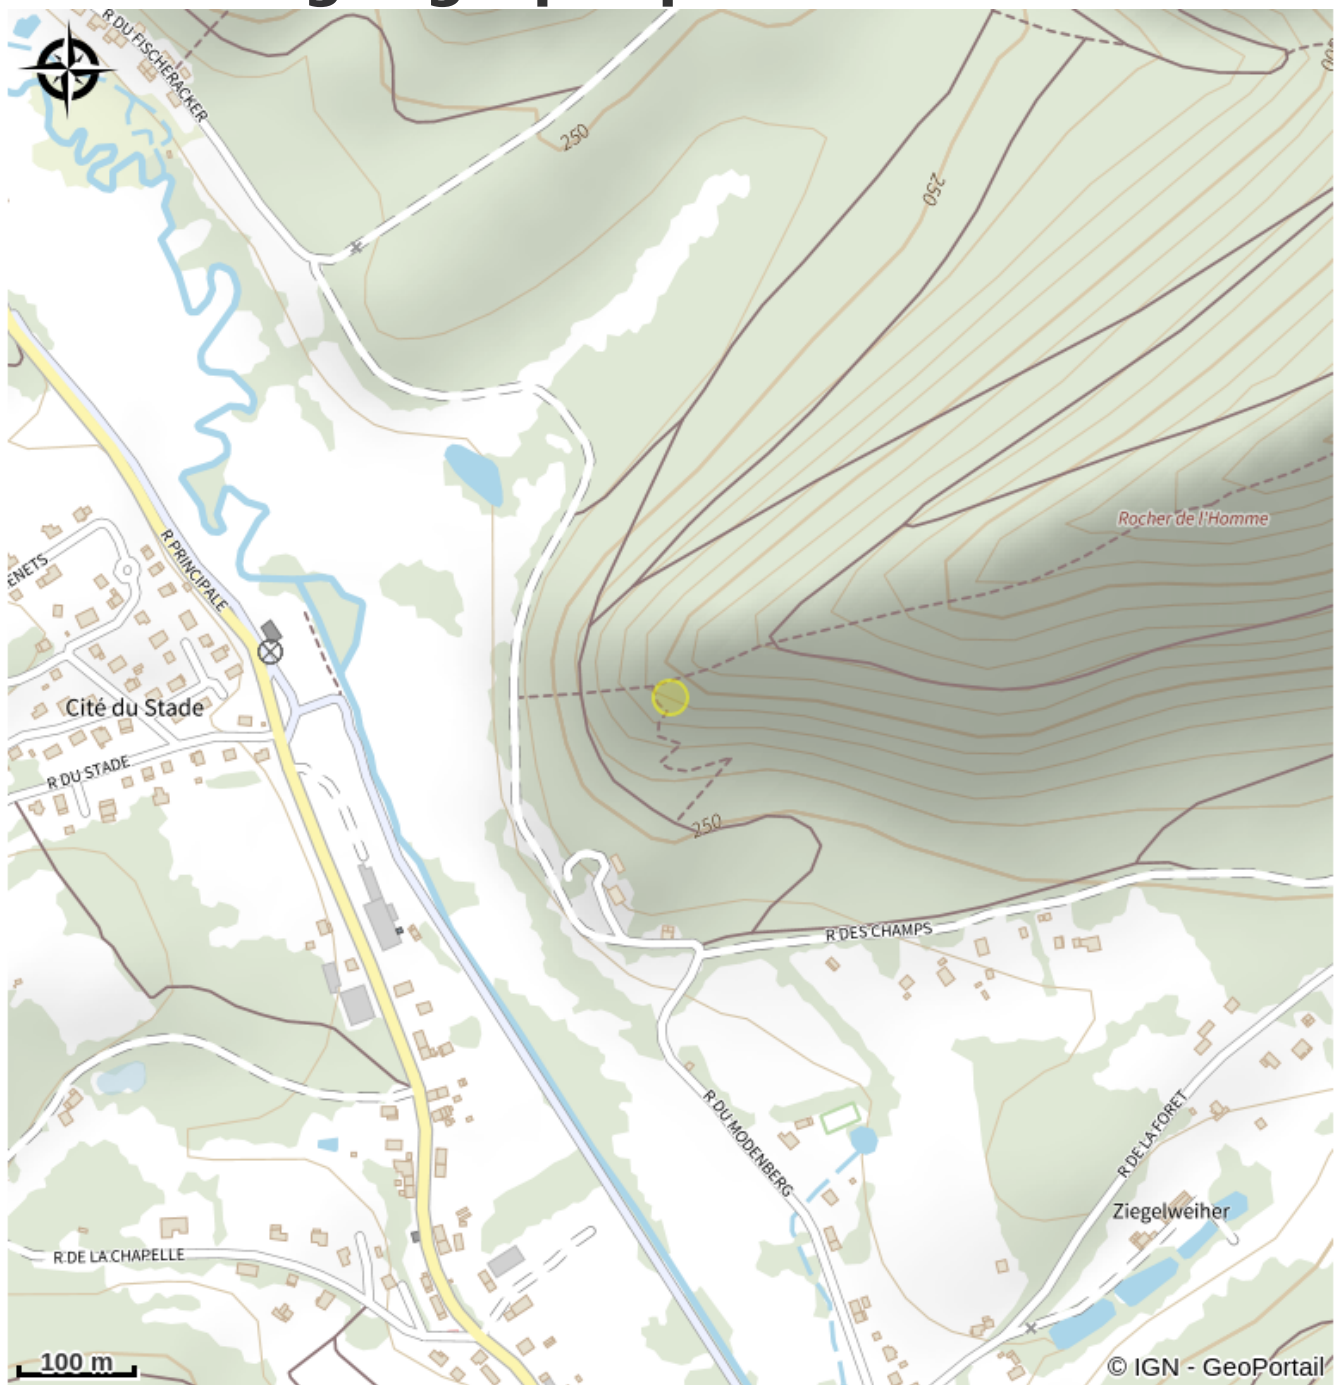 R DU FISCHERACKER
250
250
Rocher de l'Homme
ENETS
R PRINCIPALE
Cité du Stade
R DU STADE
250
R DES CHAMPS
R DU MODENBERG
R DE LA FORET
Ziegelweiher
R DE LA CHAPELLE
100 m
© IGN - GeoPortail